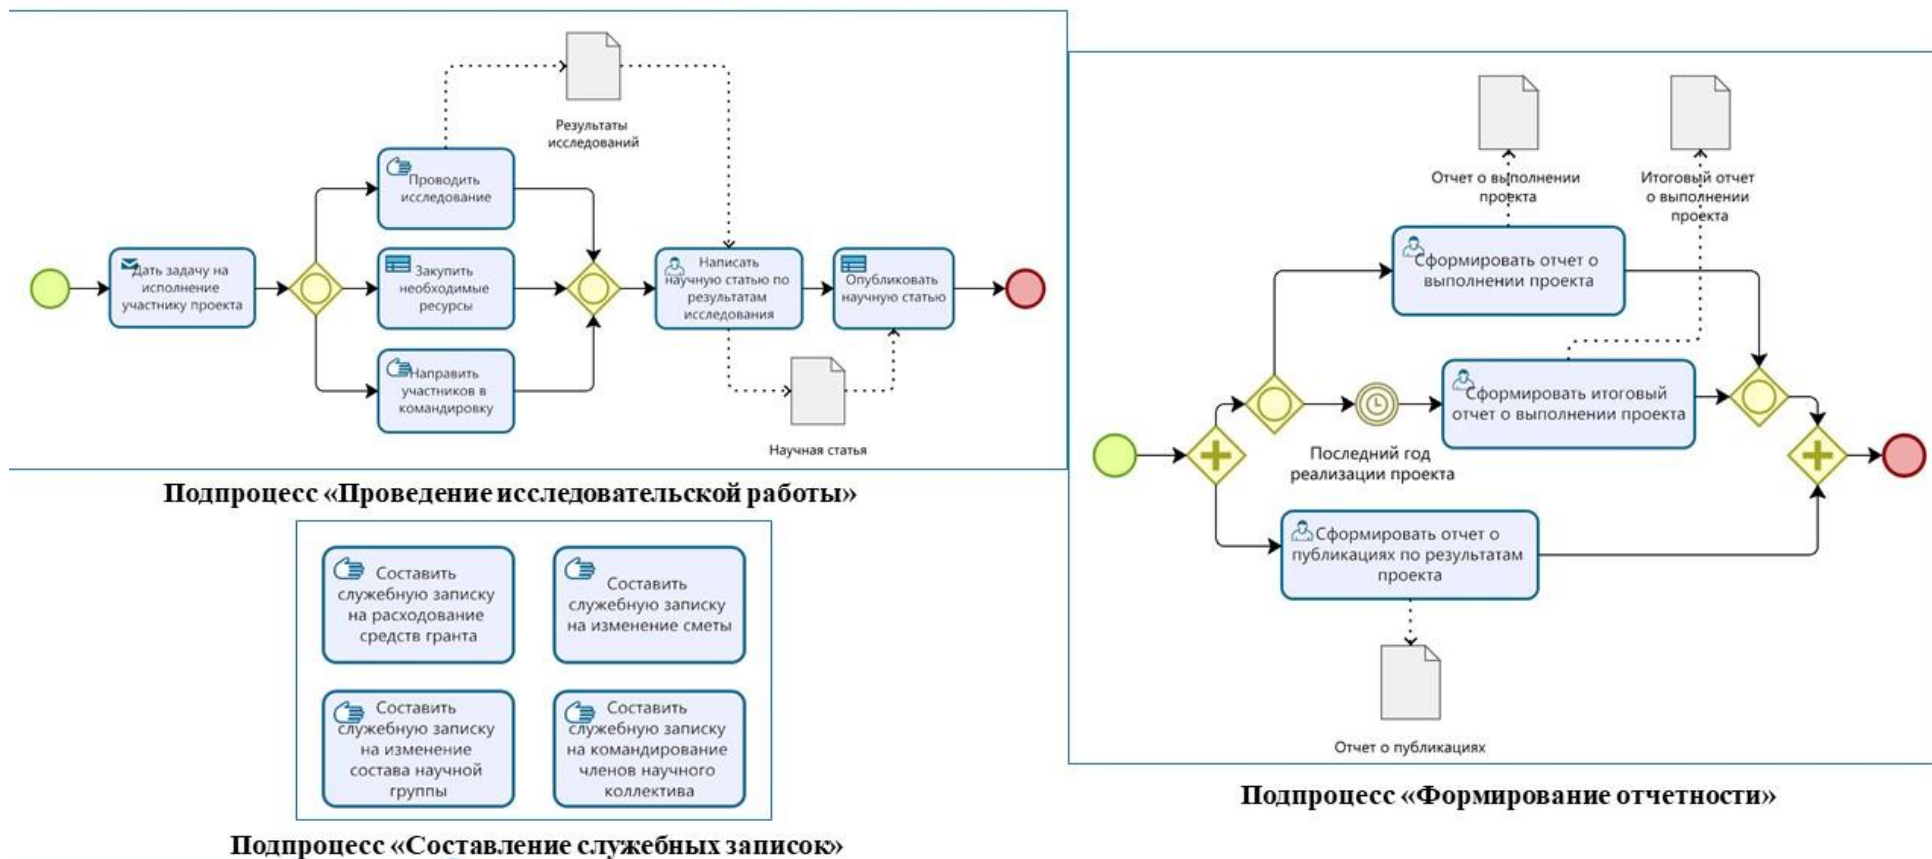 Результаты
исследований
Проводить
исследование
Дать задачу на
исполнение
участнику проекта
Закупить
необходимые
ресурсы
Направить
участников в
командировку
Написать
научную статью по
результатам
исследования
Опубликовать
научную статью
Научная статья
Подпроцесс «Проведение исследовательской работы»
Составить
служебную записку
на расходование
средств гранта
Составить
служебную записку
на изменение сметы
Составить
служебную записку
на изменение
состава научной
группы
Составить
служебную записку
на командирование
членов научного
коллектива
Подпроцесс «Составление служебных записок»
Отчет о выполнении
проекта
Итоговый отчет
о выполнении
проекта
Сформировать отчет о
выполнении проекта
Последний год
реализации проекта
Сформировать итоговый
отчет о выполнении проекта
Сформировать отчет о
публикациях по результатам
проекта
Отчет о публикациях
Подпроцесс «Формирование отчетности»